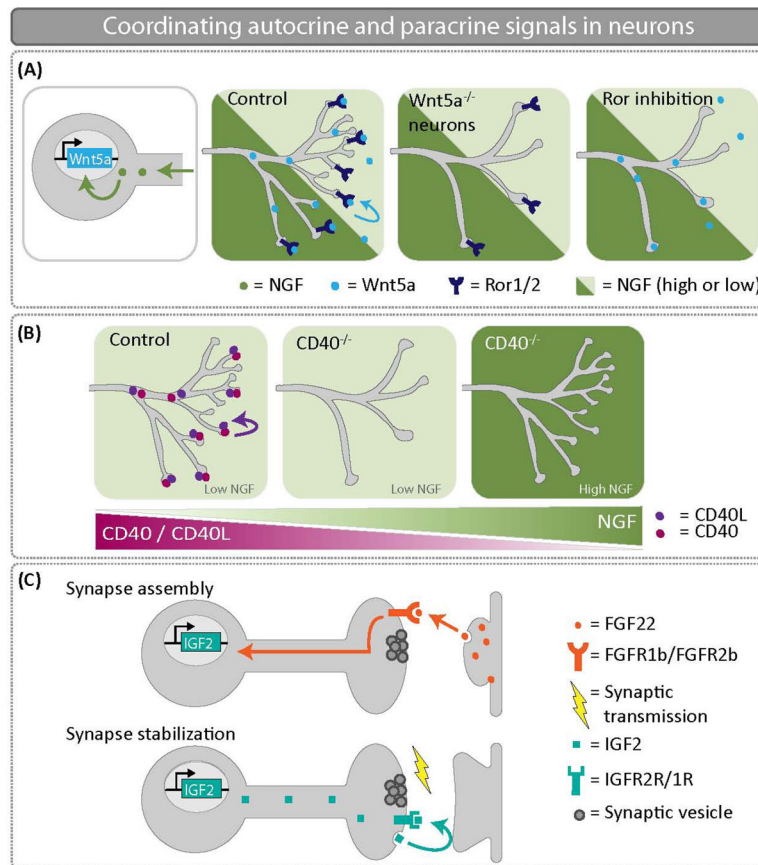 Coordinating autocrine and paracrine signals in neurons
(A)
Control
Wnt5a-/-
neurons
Ror inhibition
Wnt5a
= NGF
= Wnt5a
= Ror1/2
= NGF (high or low)
(B)
Control
CD40-/-
CD40-/-
Low NGF
Low NGF
High NGF
NGF
CD40 / CD40L
= CD40L
= CD40
(C)
Synapse assembly
IGF2
= FGF22
= FGFR1b/FGFR2b
= Synaptic
transmission
Synapse stabilization
IGF2
= IGF2
= IGFR2R/1R
= Synaptic vesicle